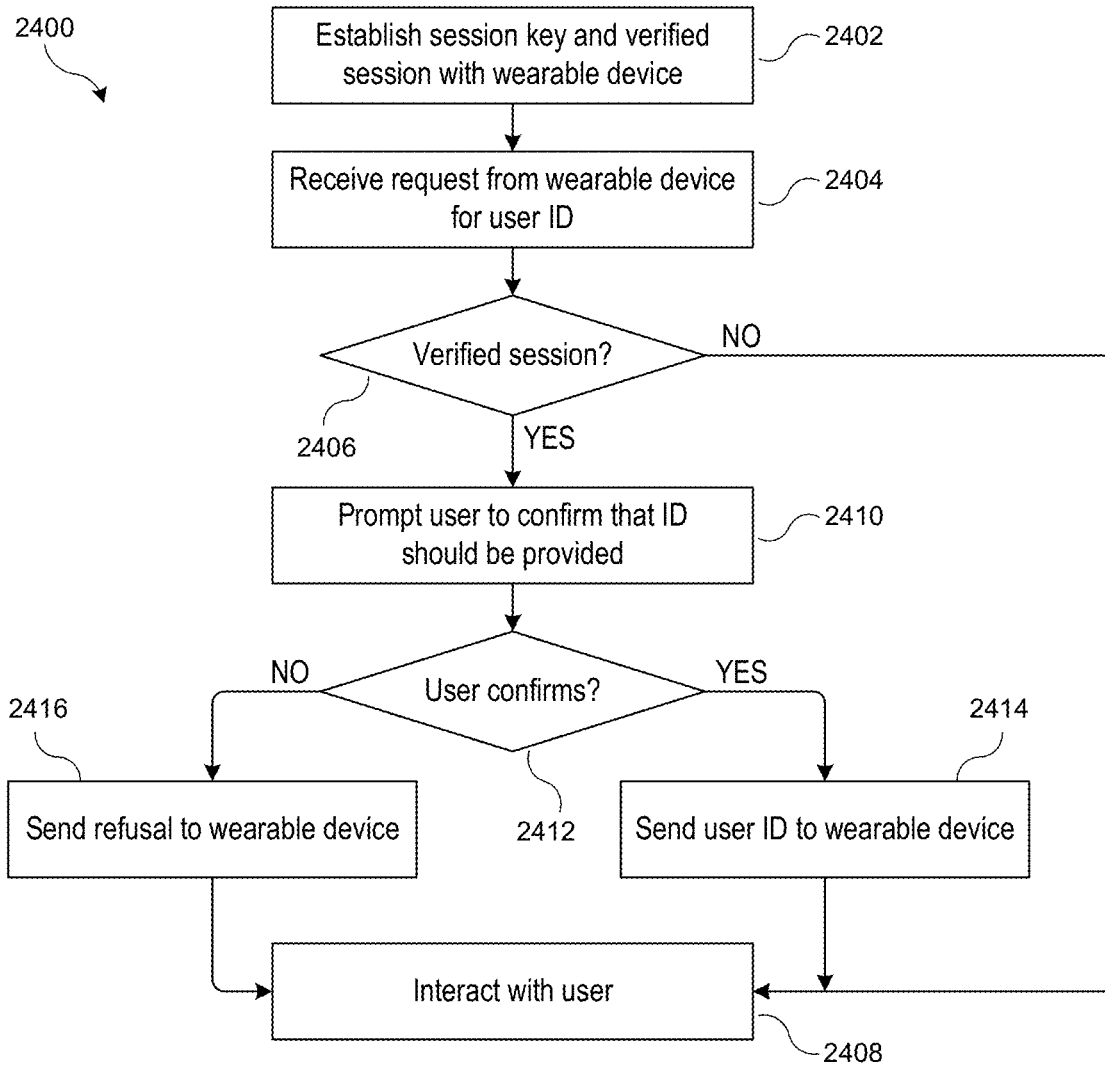 2400
Establish session key and verified
session with wearable device
2402
Receive request from wearable device
for user ID
2404
Verified session?
NO
2406
YES
Prompt user to confirm that ID
should be provided
2410
NO
User confirms?
YES
2416
2414
Send refusal to wearable device
2412
Send user ID to wearable device
Interact with user
2408